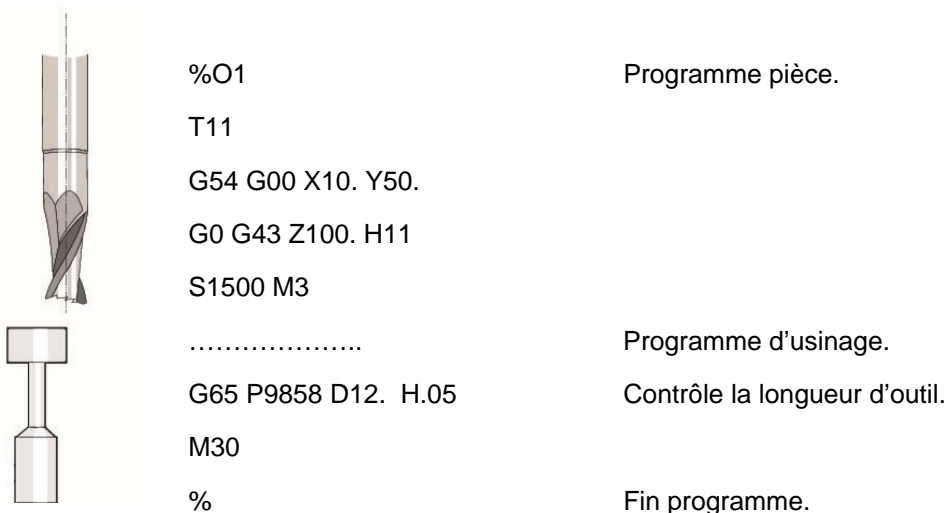 %O1 Programme pièce.
T11
G54 G00 X10. Y50.
G0 G43 Z100. H11
S1500 M3
……………….. Programme d’usinage.
G65 P9858 D12. H.05 Contrôle la longueur d’outil.
M30
% Fin programme.